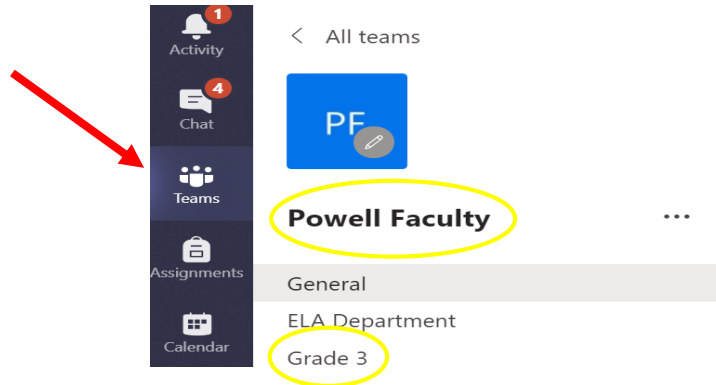 1
Activity
4
Chat
Teams
Assignments
Calendar
< All teams
PF
Powell Faculty ...
General
ELA Department
Grade 3